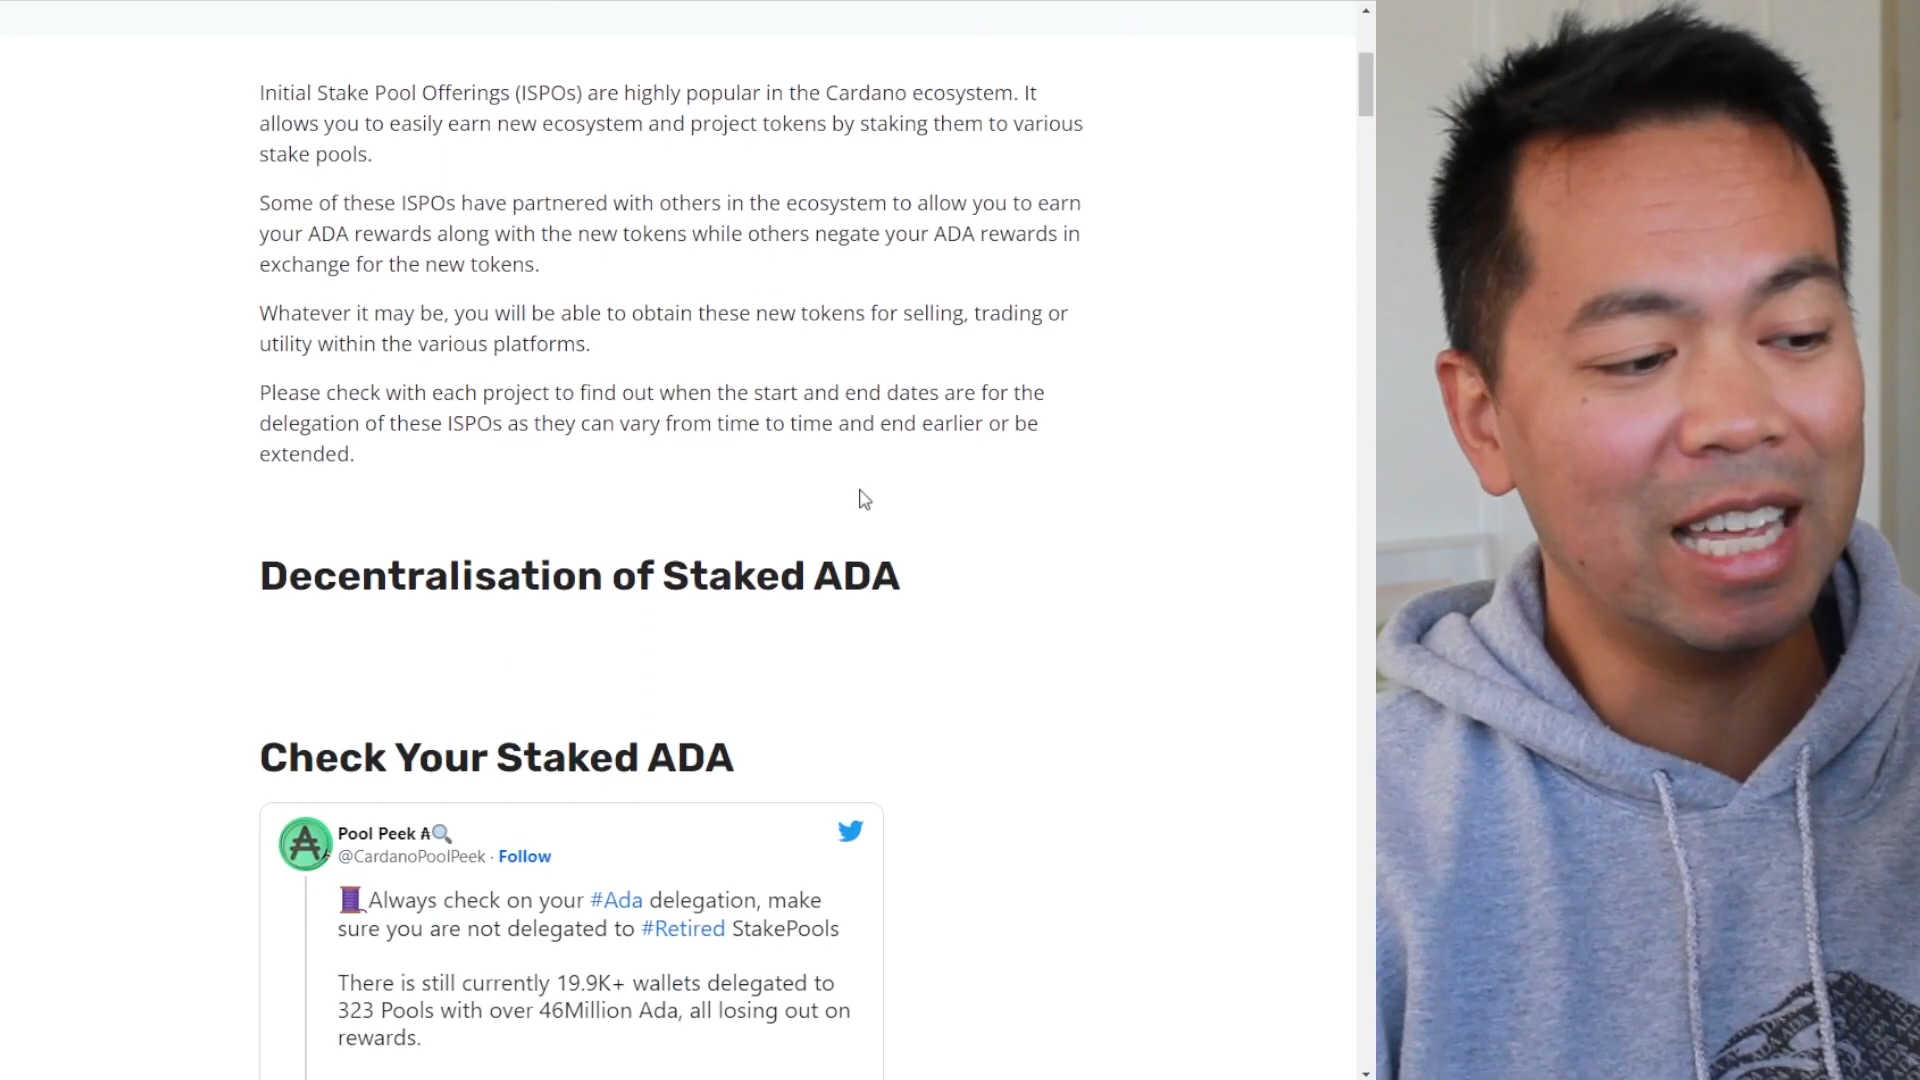 Initial Stake Pool Offerings (ISPOs) are highly popular in the Cardano ecosystem. It
allows you to easily earn new ecosystem and project tokens by staking them to various
stake pools.
Some of these ISPOs have partnered with others in the ecosystem to allow you to earn
your ADA rewards along with the new tokens while others negate your ADA rewards in
exchange for the new tokens.
Whatever it may be, you will be able to obtain these new tokens for selling, trading or
utility within the various platforms.
Please check with each project to find out when the start and end dates are for the
delegation of these ISPOs as they can vary from time to time and end earlier or be
extended.
Decentralisation of Staked ADA
Check Your Staked ADA
Pool Peek ₳🔍
@CardanoPoolPeek · Follow
🧵Always check on your #Ada delegation, make
sure you are not delegated to #Retired StakePools
There is still currently 19.9K+ wallets delegated to
323 Pools with over 46Million Ada, all losing out on
rewards.